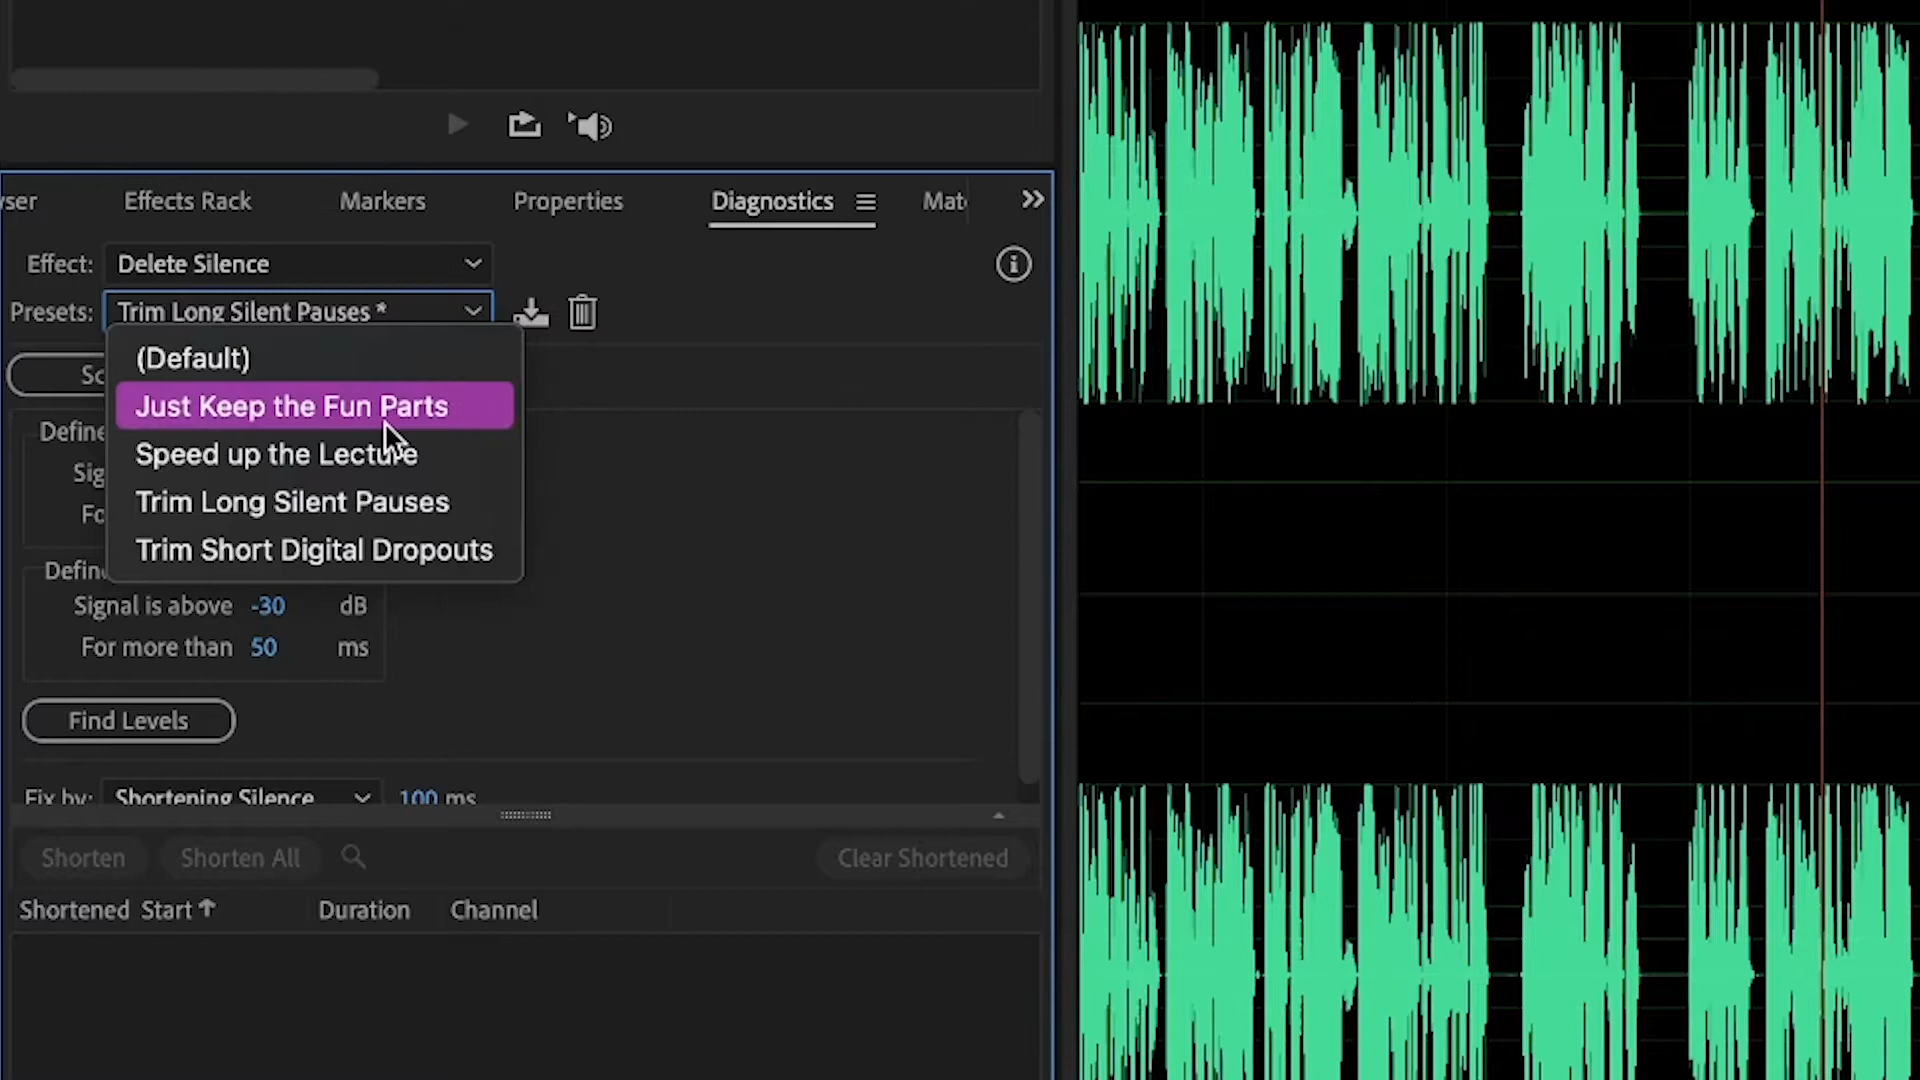 Effects Rack Markers Properties Diagnostics
Effect: Delete Silence
Presets: Trim Long Silent Pauses *
(Default)
Just Keep the Fun Parts
Speed up the Lecture
Trim Long Silent Pauses
Trim Short Digital Dropouts
Signal is above -30 dB
For more than 50 ms
Find Levels
Fix by: Shortening Silence 100 ms
Shorten Shorten All Clear Shortened
Shortened Start Duration Channel